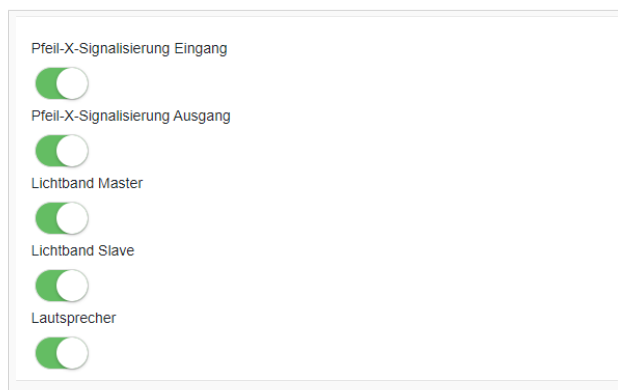 Pfeil-X-Signalisierung Eingang
Pfeil-X-Signalisierung Ausgang
Lichtband Master
Lichtband Slave
Lautsprecher